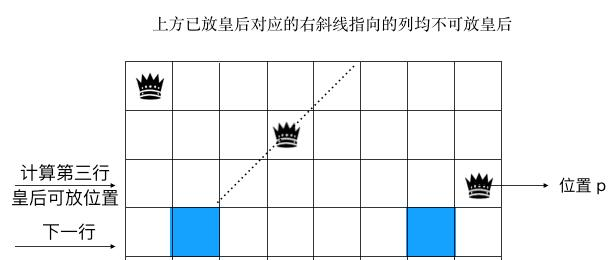 上方已放皇后对应的右斜线指向的列均不可放皇后
计算第三行
皇后可放位置
位置 p
下一行